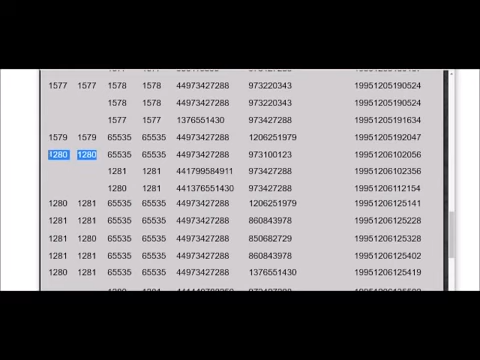 1577 1577 1578 1578 44973427288 973220343 19951205190524
1578 1578 44973427288 973220343 19951205190524
1577 1577 1376551430 973427288 19951205191634
1579 1579 65535 65535 44973427288 1206251979 19951205192047
1280 1280 65535 65535 44973427288 973100123 19951206102056
1281 1281 441799584911 973427288 19951206102356
1280 1281 441376551430 973427288 19951206112154
1280 1281 65535 65535 44973427288 1206251979 19951206125141
1281 1281 65535 65535 44973427288 860843978 19951206125228
1281 1280 65535 65535 44973427288 850682729 19951206125328
1281 1281 65535 65535 44973427288 860843978 19951206125402
1280 1281 65535 65535 44973427288 1376551430 19951206125419